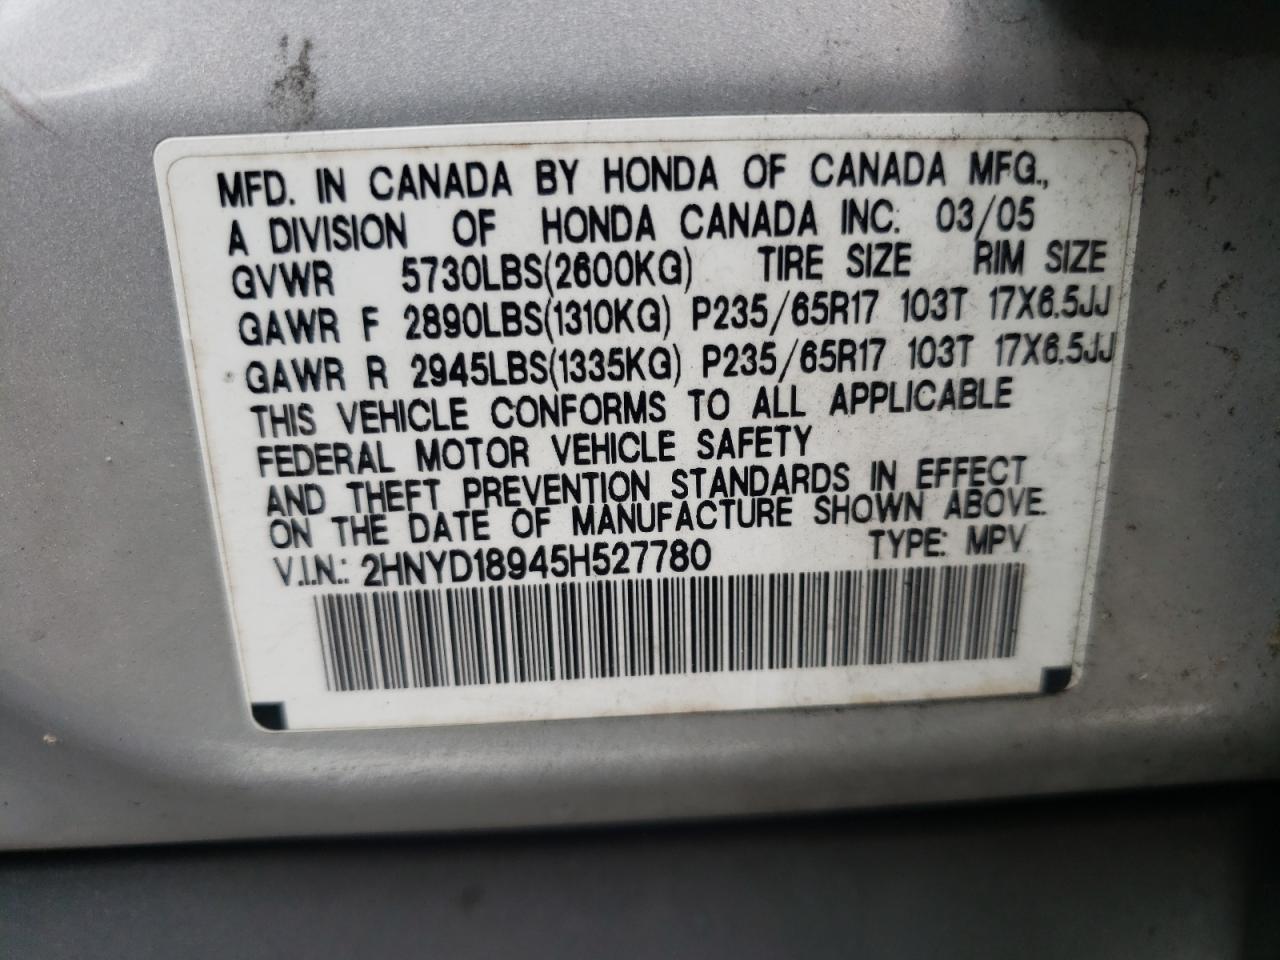 MFD. IN CANADA BY HONDA OF CANADA MFG.,
A DIVISION OF HONDA CANADA INC. 03/05
GVWR 5730LBS(2600KG) TIRE SIZE RIM SIZE
GAWR F 2890LBS(1310KG) P235/65R17 103T 17X6.5JJ
GAWR R 2945LBS(1335KG) P235/65R17 103T 17X6.5JJ
THIS VEHICLE CONFORMS TO ALL APPLICABLE
FEDERAL MOTOR VEHICLE SAFETY
AND THEFT PREVENTION STANDARDS IN EFFECT
ON THE DATE OF MANUFACTURE SHOWN ABOVE.
V.I.N.: 2HNYD18945H527780 TYPE: MPV